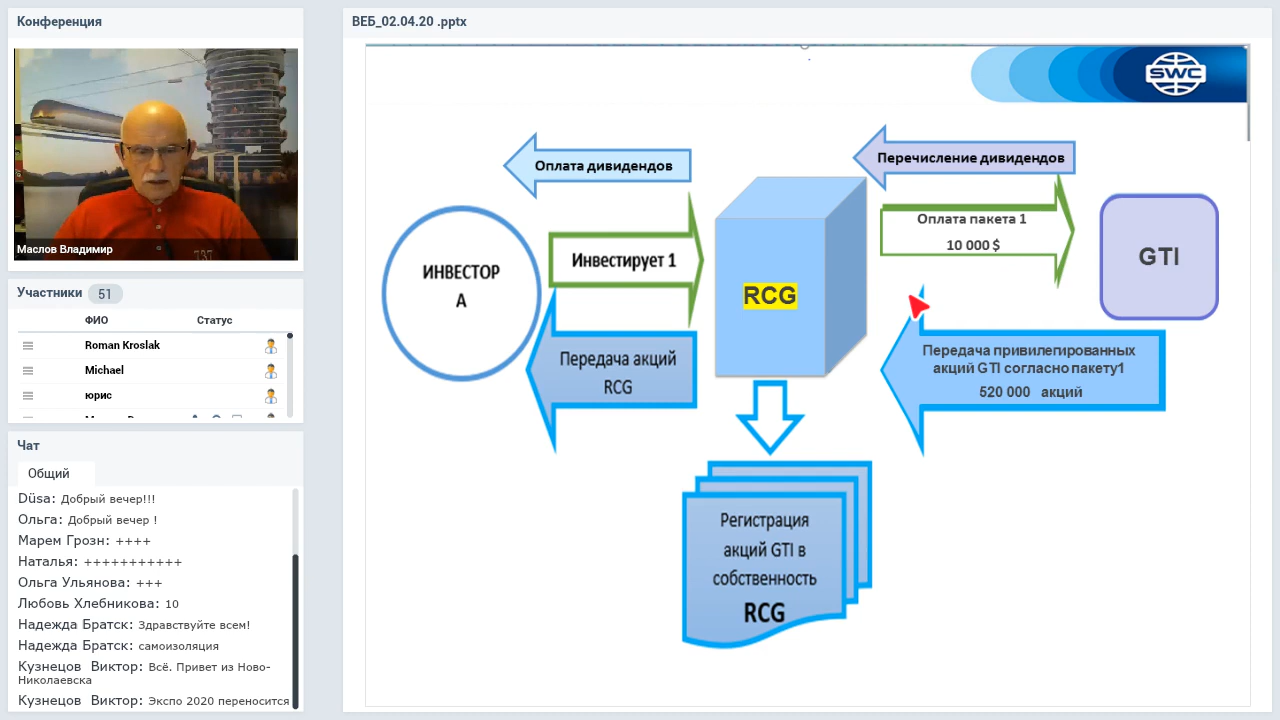 Конференция
Маслов Владимир
Участники 51
ФИО Статус
Roman Kroslak
Michael
юрис
Чат
Общий
Düsa: Добрый вечер!!!
Ольга: Добрый вечер !
Марем Грозн: ++++
Наталья: +++++++++++
Ольга Ульянова: +++
Любовь Хлебникова: 10
Надежда Братск: Здравствуйте всем!
Надежда Братск: самоизоляция
Кузнецов Виктор: Всё. Привет из Ново-
Николаевска
Кузнецов Виктор: Экспо 2020 переносится
ВЕБ_02.04.20 .pptx
SWC
Оплата дивидендов
Перечисление дивидендов
ИНВЕСТОР
А
Инвестирует 1
RCG
Оплата пакета 1
10 000 $
GTI
Передача акций
RCG
Передача привилегированных
акций GTI согласно пакету1
520 000 акций
Регистрация
акций GTI в
собственность
RCG